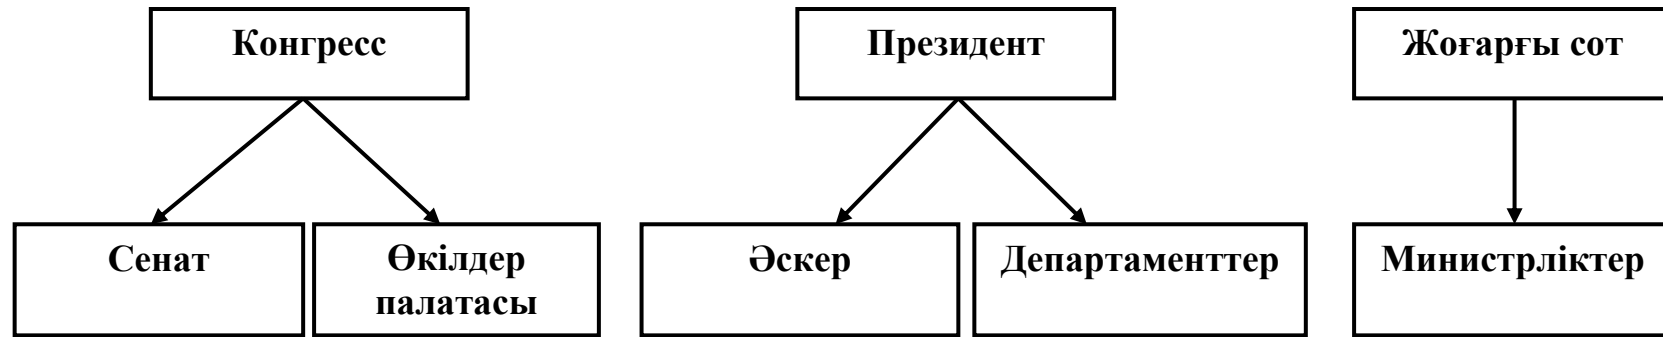 Конгресс
Президент
Жоғарғы сот
Сенат
Өкілдер
палатасы
Әскер
Департаменттер
Министрліктер